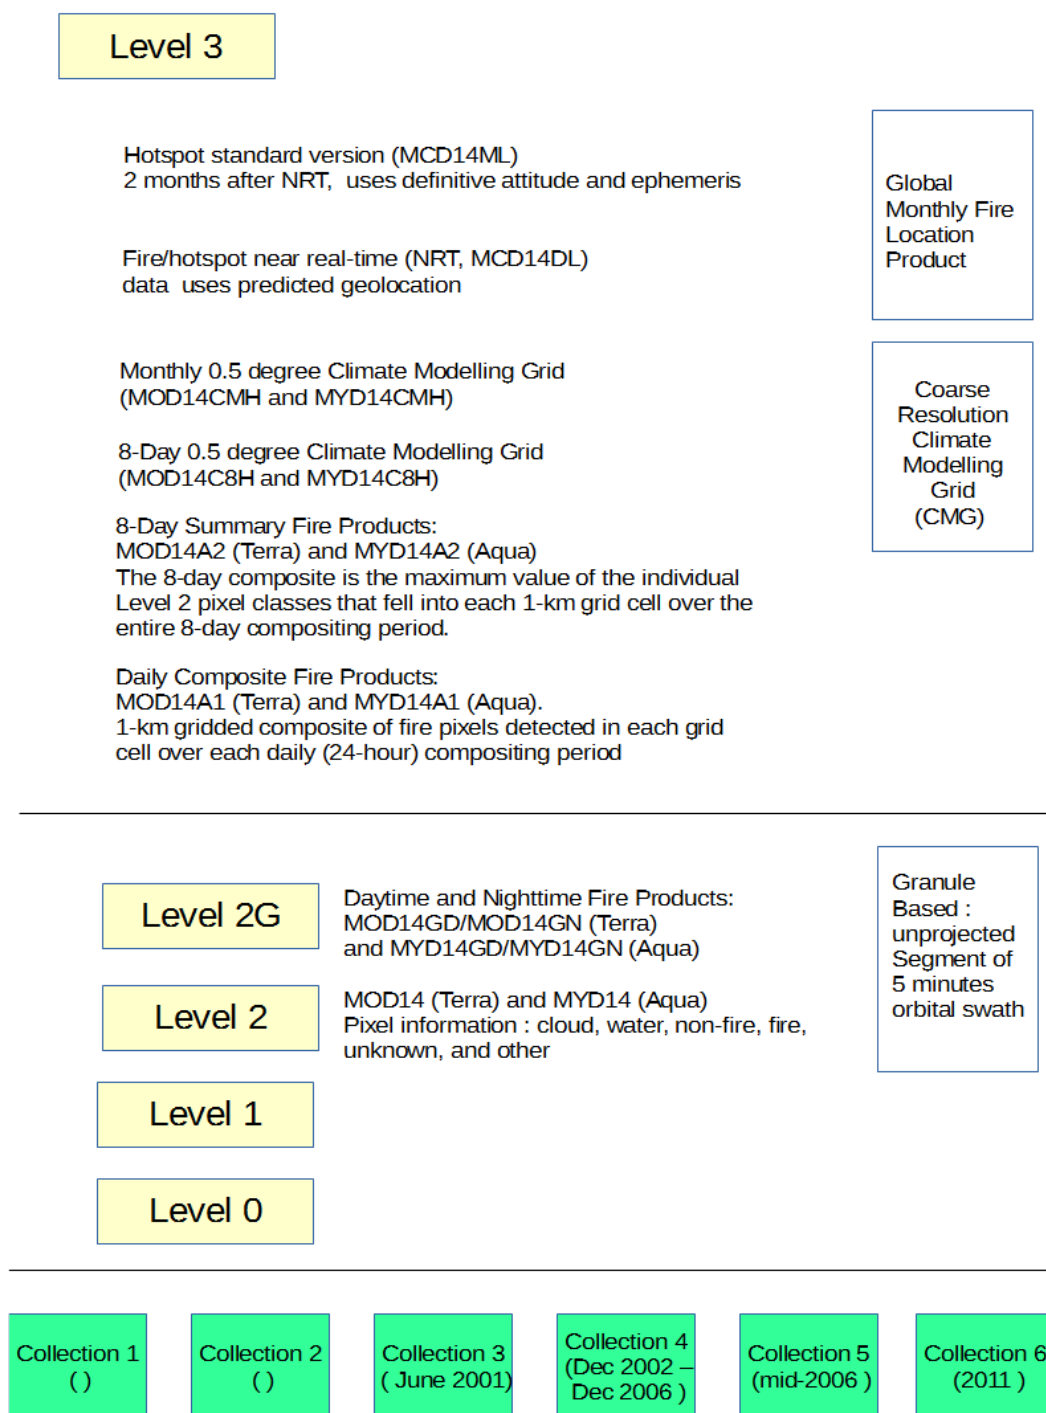 Level 3
Hotspot standard version (MCD14ML)
2 months after NRT,  uses definitive attitude and ephemeris
Global
Monthly Fire
Location
Product
Fire/hotspot near real-time (NRT, MCD14DL)
data  uses predicted geolocation
Monthly 0.5 degree Climate Modelling Grid
(MOD14CMH and MYD14CMH)
8-Day 0.5 degree Climate Modelling Grid
(MOD14C8H and MYD14C8H)
Coarse
Resolution
Climate
Modelling
Grid
(CMG)
8-Day Summary Fire Products:
MOD14A2 (Terra) and MYD14A2 (Aqua)
The 8-day composite is the maximum value of the individual
Level 2 pixel classes that fell into each 1-km grid cell over the
entire 8-day compositing period.
Daily Composite Fire Products:
MOD14A1 (Terra) and MYD14A1 (Aqua).
1-km gridded composite of fire pixels detected in each grid
cell over each daily (24-hour) compositing period
Level 2G
Daytime and Nighttime Fire Products:
MOD14GD/MOD14GN (Terra)
and MYD14GD/MYD14GN (Aqua)
Granule
Based :
unprojected
Segment of
5 minutes
orbital swath
Level 2
MOD14 (Terra) and MYD14 (Aqua)
Pixel information : cloud, water, non-fire, fire,
unknown, and other
Level 1
Level 0
Collection 1
( )
Collection 2
( )
Collection 3
( June 2001)
Collection 4
(Dec 2002 –
Dec 2006 )
Collection 5
(mid-2006 )
Collection 6
(2011 )